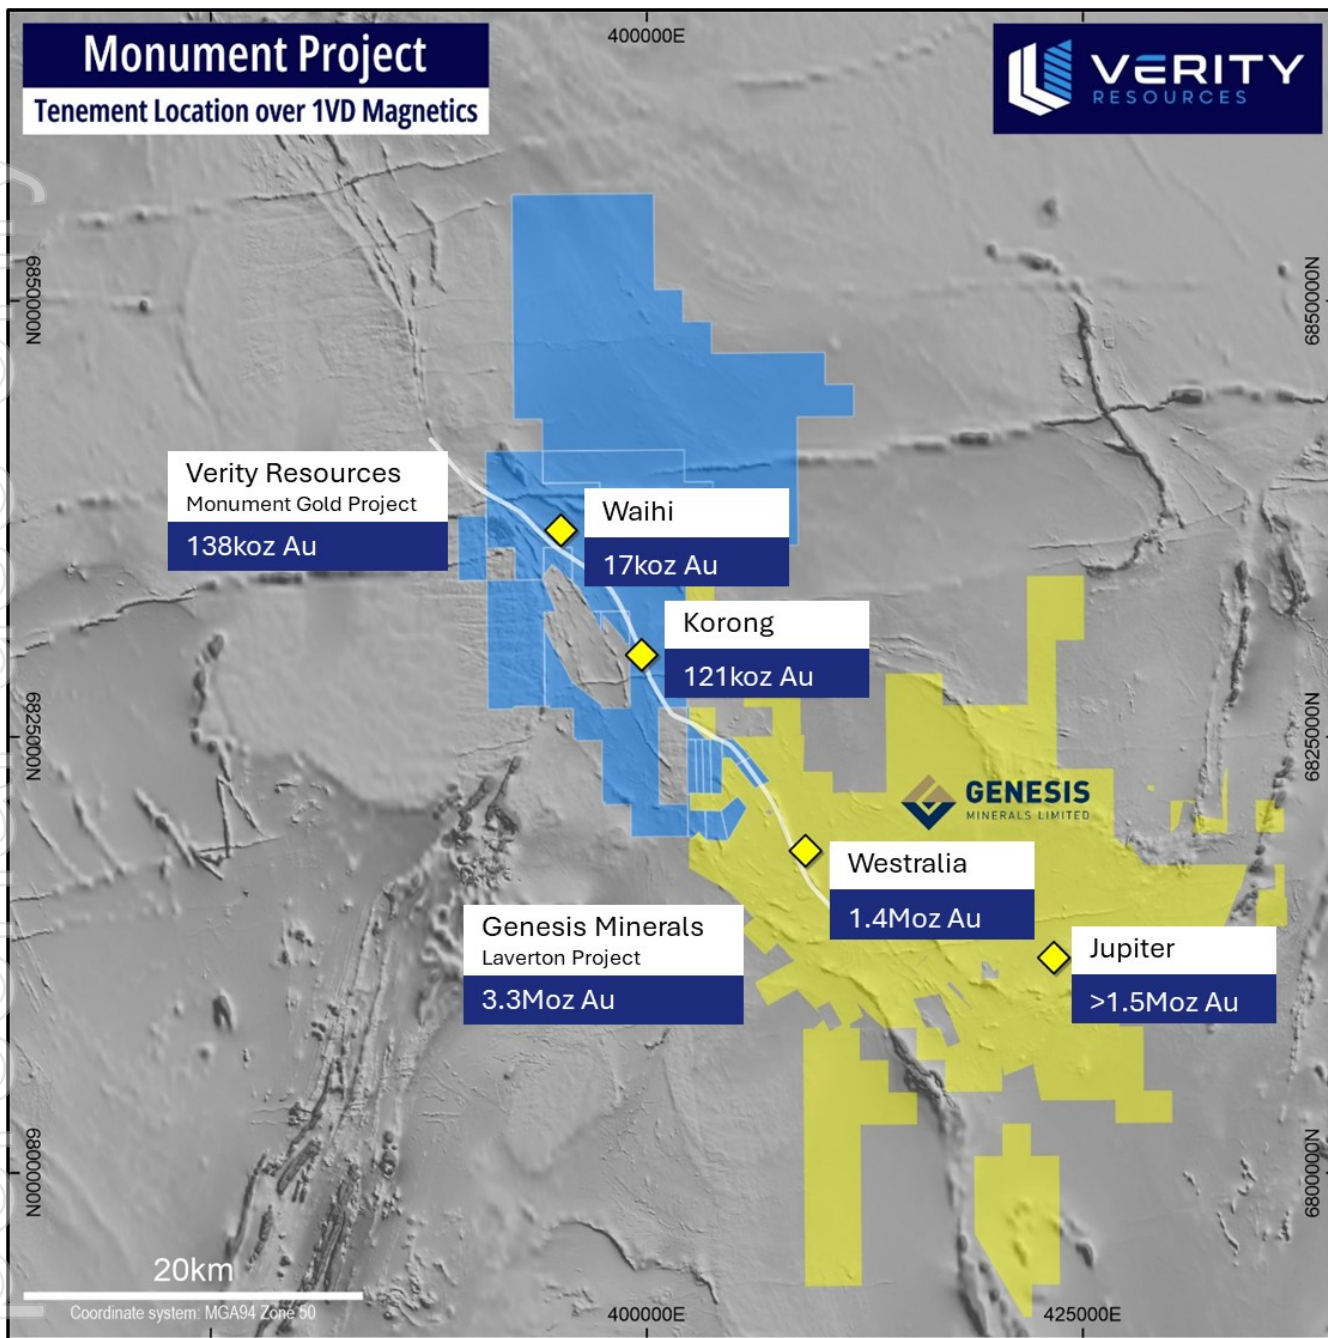 Monument Project
Tenement Location over 1VD Magnetics
400000E
VERITY
RESOURCES
6850000N
6850000N
Verity Resources
Monument Gold Project
138koz Au
Waihi
17koz Au
Korong
121koz Au
6825000N
6825000N
GENESIS
MINERALS LIMITED
Westralia
1.4Moz Au
Genesis Minerals
Laverton Project
3.3Moz Au
Jupiter
>1.5Moz Au
6800000N
6800000N
20km
Coordinate system: MGA94 Zone 50
400000E
425000E